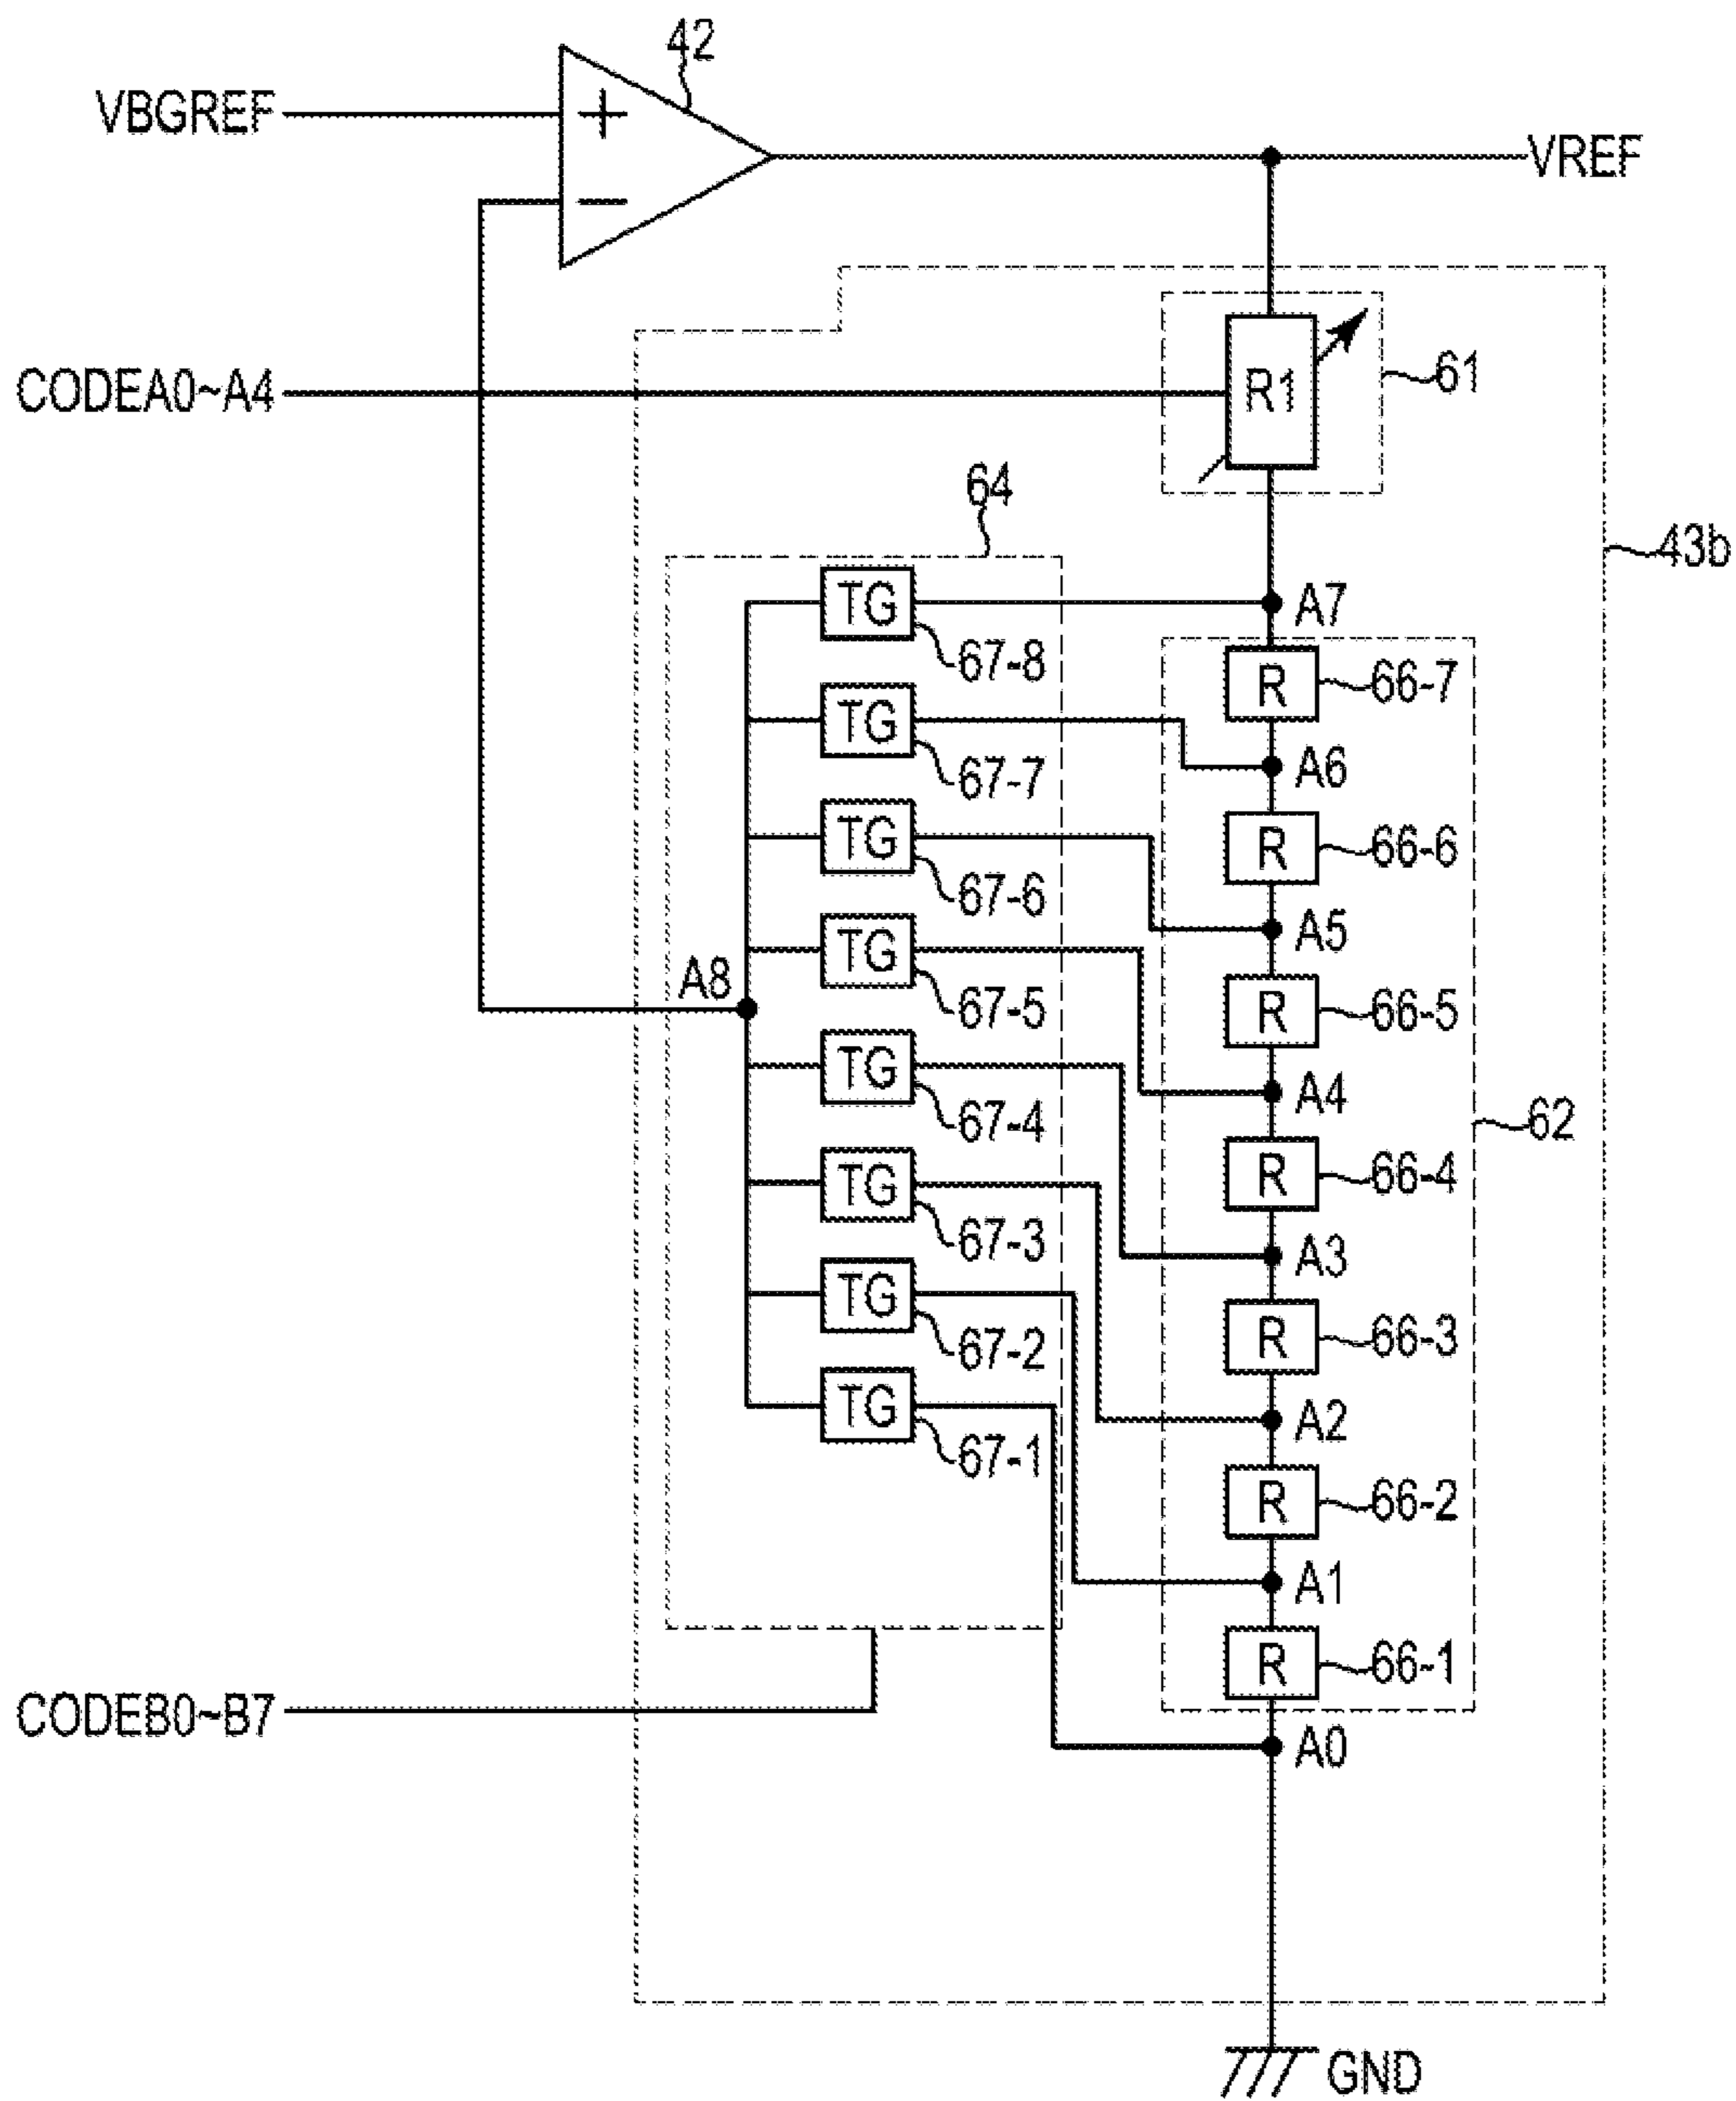 42
VBGREF
+
−
VREF
CODEA0~A4
R1
61
64
43b
TG
A7
67-8
R
66-7
TG
67-7
A6
TG
R
66-6
67-6
A5
TG
A8
67-5
R
66-5
TG
A4
67-4
62
R
66-4
TG
67-3
A3
TG
R
66-3
67-2
TG
A2
67-1
R
66-2
A1
R
66-1
CODEB0~B7
A0
GND